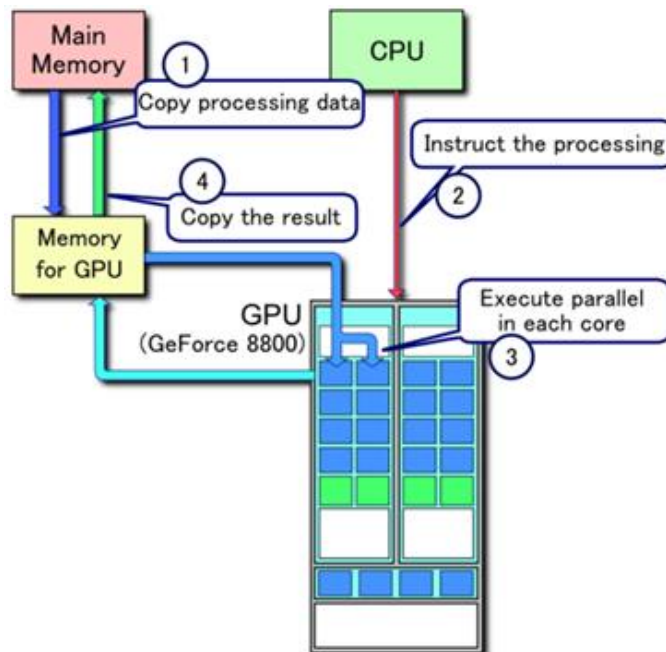 Main
Memory
CPU
1
Copy processing data
Instruct the processing
2
4
Copy the result
Memory
for GPU
GPU
(GeForce 8800)
Execute parallel
in each core
3